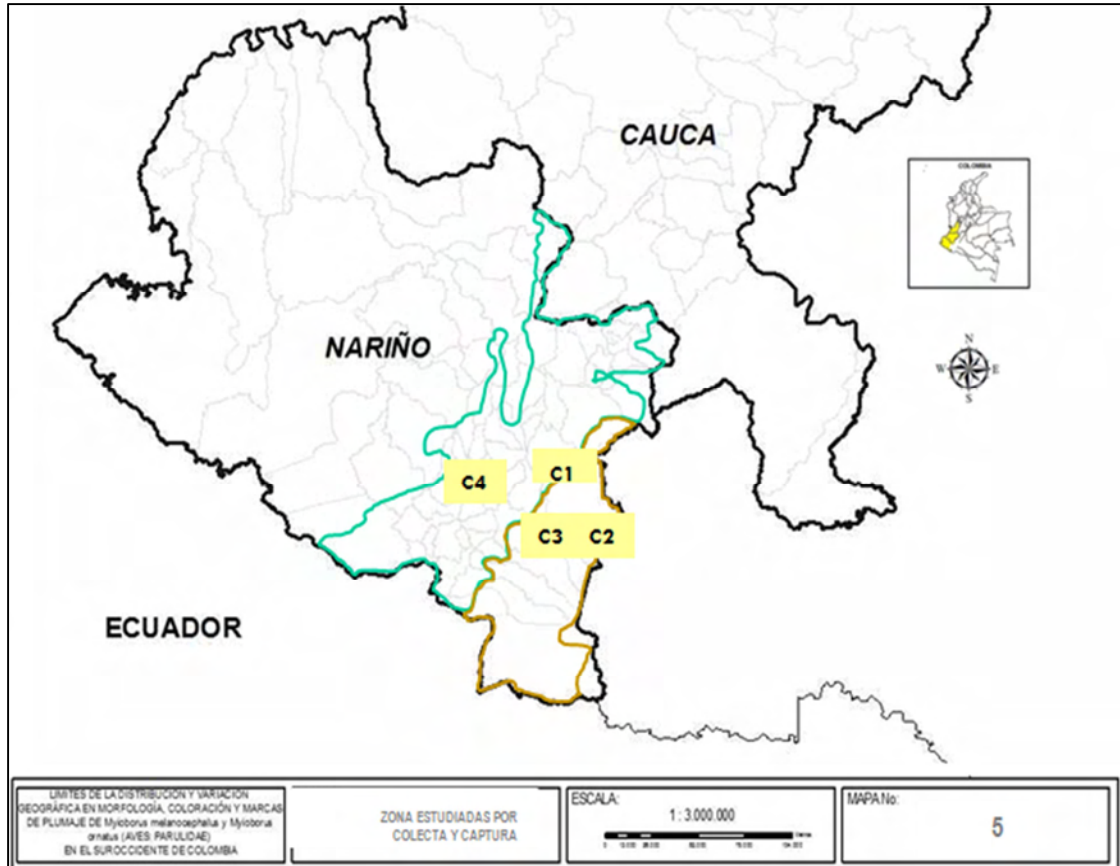 CAUCA
COLOMBIA
NARIÑO
N
W
E
S
C4
C1
C3
C2
ECUADOR
LIMITES DE LA DISTRIBUCIÓN Y VARIACIÓN
GEOGRÁFICA EN MORFOLOGÍA, COLORACIÓN Y MARCAS
DE PLUMAJE DE Myioborus melanocephalus y Myioborus
ornatus (AVES: PARULIDAE)
EN EL SUROCCIDENTE DE COLOMBIA
ZONA ESTUDIADAS POR
COLECTA Y CAPTURA
ESCALA:
1 : 3.000.000
MAPA No:
5